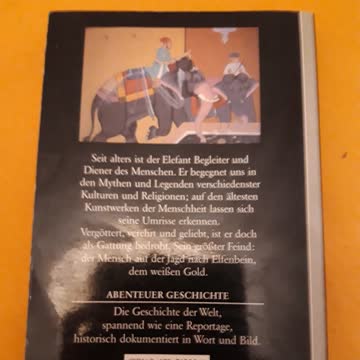 Seit alters ist der Elefant Begleiter und
Diener des Menschen. Er begegnet uns in
den Mythen und Legenden verschiedenster
Kulturen und Religionen; auf den ältesten
Kunstwerken der Menschheit lassen sich
seine Umrisse erkennen.
Vergöttert, verehrt und geliebt, ist er doch
als Gattung bedroht. Sein größter Feind:
der Mensch auf der Jagd nach Elfenbein,
dem weißen Gold.
ABENTEUER GESCHICHTE
Die Geschichte der Welt,
spannend wie eine Reportage,
historisch dokumentiert in Wort und Bild.